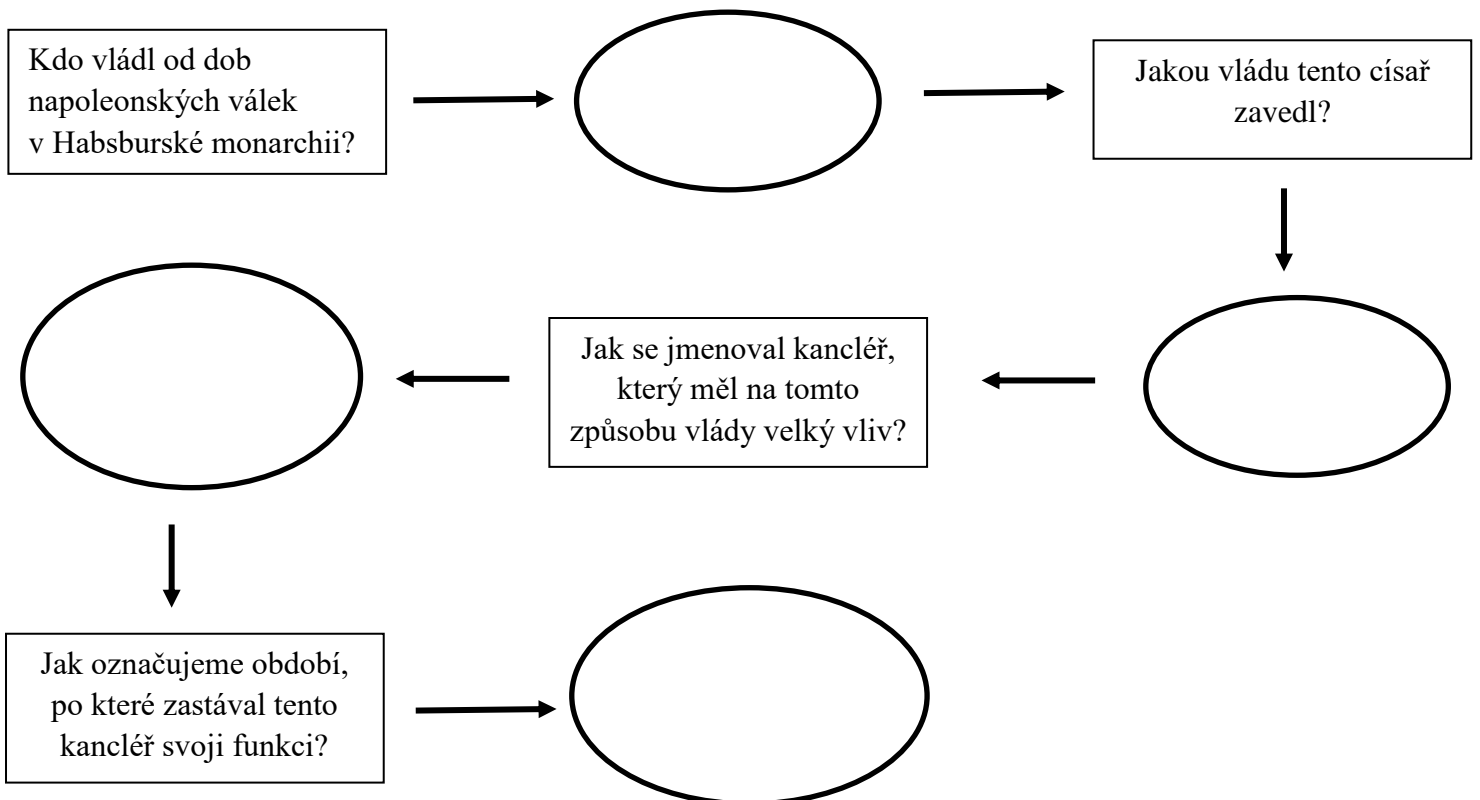 Kdo vládl od dob
napoleonských válek
v Habsburské monarchii?
Jakou vládu tento císař
zavedl?
Jak se jmenoval kancléř,
který měl na tomto
způsobu vlády velký vliv?
Jak označujeme období,
po které zastával tento
kancléř svoji funkci?